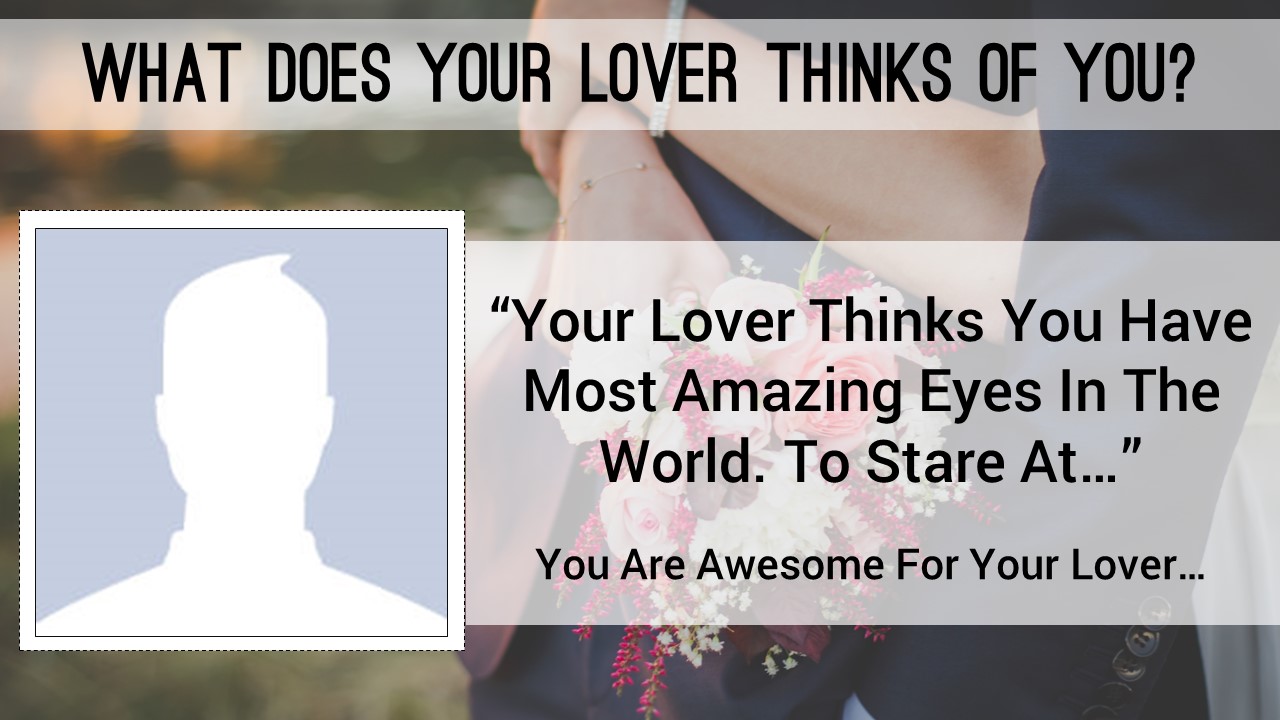 WHAT DOES YOUR LOVER THINKS OF YOU?
“Your Lover Thinks You Have
Most Amazing Eyes In The
World. To Stare At...”
You Are Awesome For Your Lover...